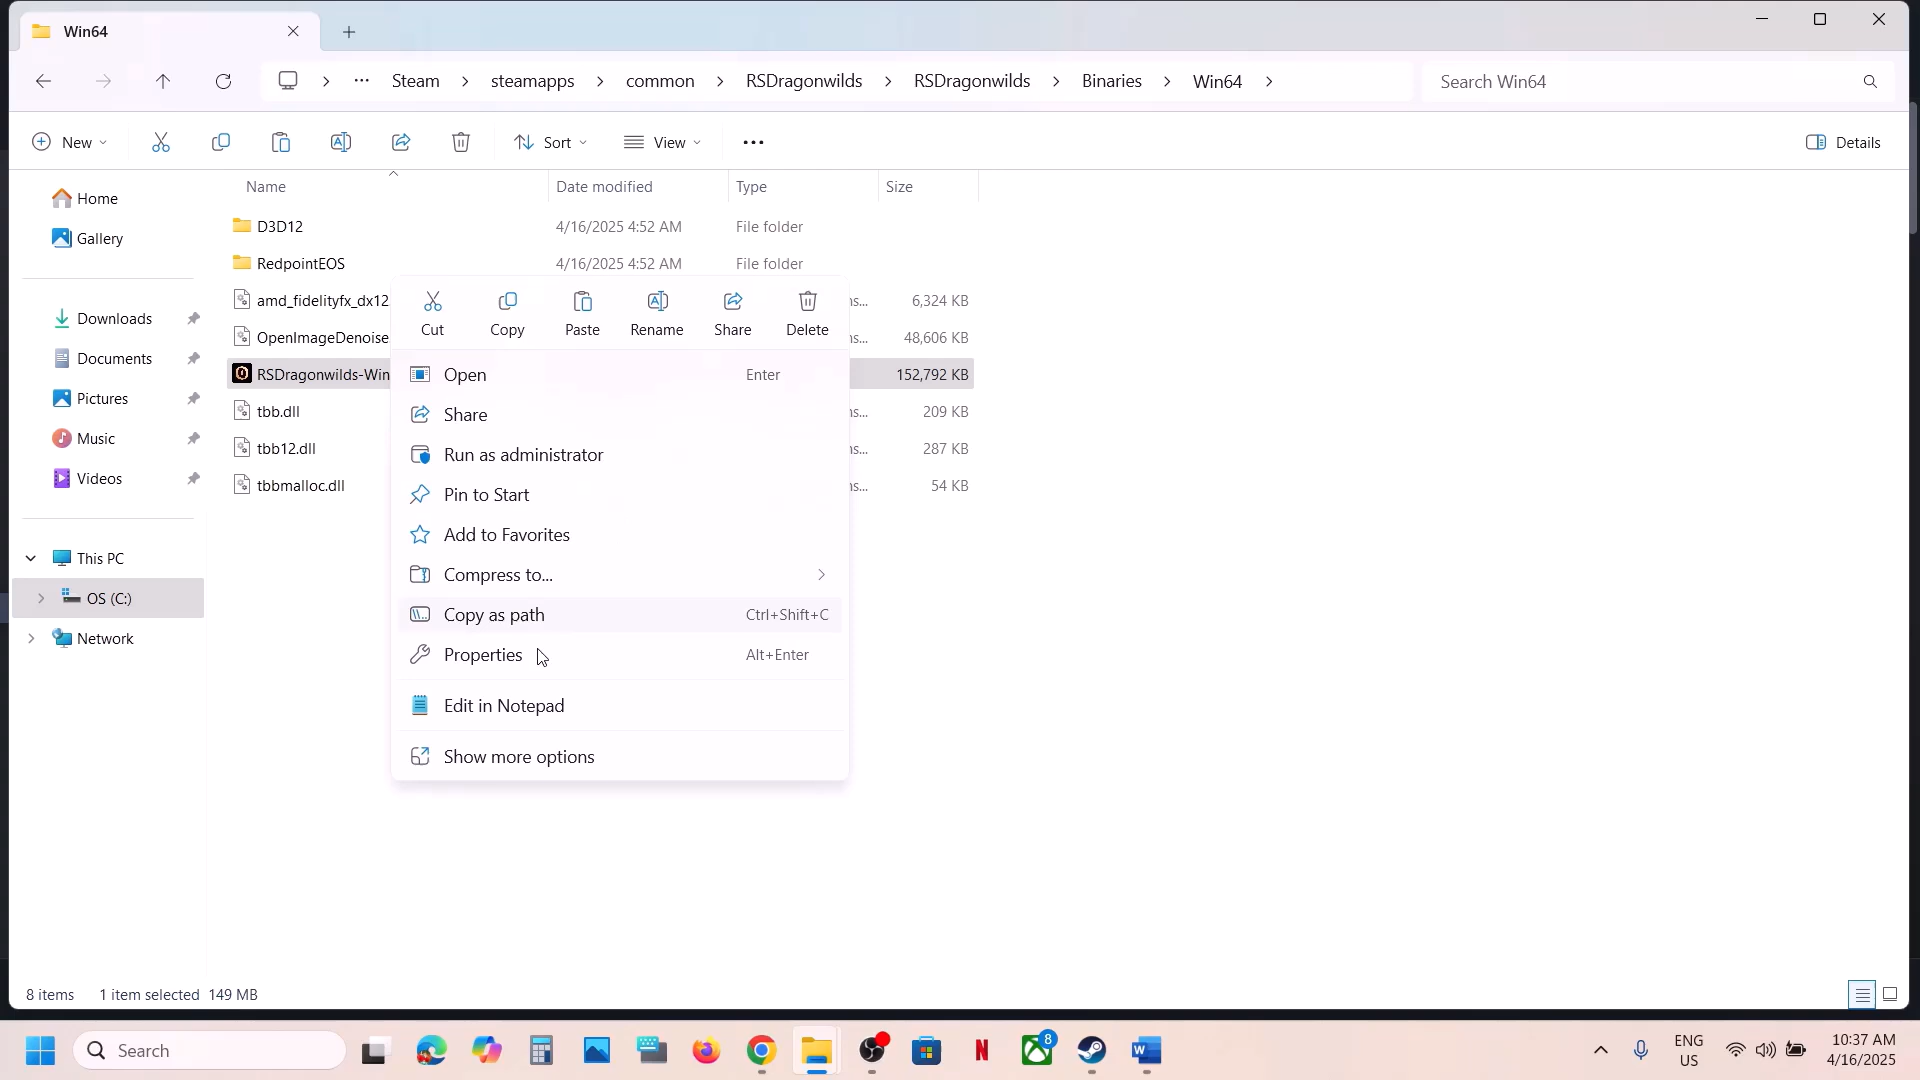 Win64
Steam
steamapps
common
RSDragonwilds
RSDragonwilds
Binaries
Win64
Search Win64
New
Sort
View
Details
Name
Date modified
Type
Size
Home
Gallery
Downloads
Documents
Pictures
Music
Videos
This PC
OS (C:)
Network
D3D12 4/16/2025 4:52 AM File folder
RedpointEOS 4/16/2025 4:52 AM File folder
amd_fidelityfx_dx12 ns... 6,324 KB
OpenImageDenoise ns... 48,606 KB
RSDragonwilds-Win 152,792 KB
tbb.dll ns... 209 KB
tbb12.dll ns... 287 KB
tbbmalloc.dll ns... 54 KB
Cut
Copy
Paste
Rename
Share
Delete
Open Enter
Share
Run as administrator
Pin to Start
Add to Favorites
Compress to...
Copy as path Ctrl+Shift+C
Properties Alt+Enter
Edit in Notepad
Show more options
8 items
1 item selected 149 MB
Search
8
ENG
US
10:37 AM
4/16/2025